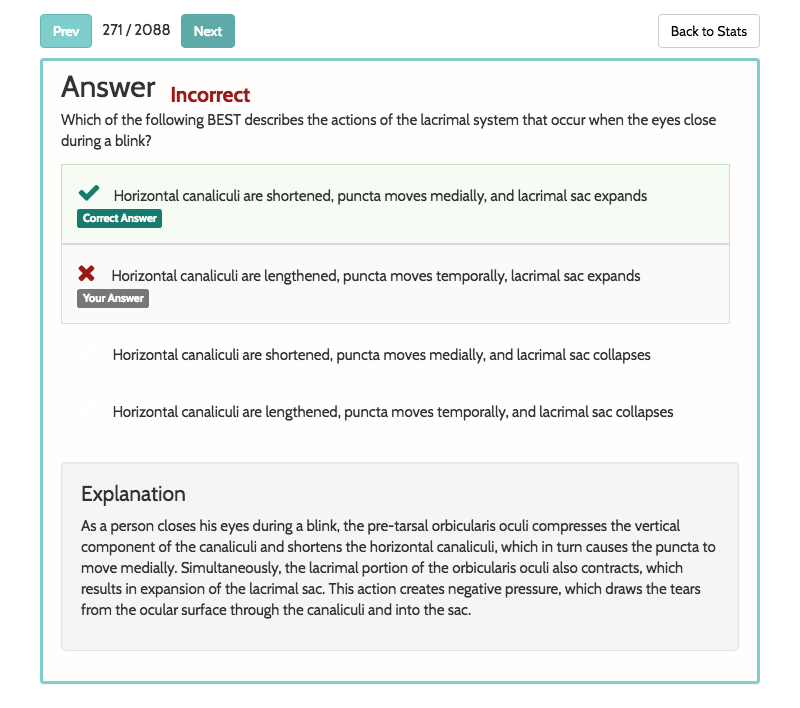 Prev 271 / 2088 Next Back to Stats
Answer Incorrect
Which of the following BEST describes the actions of the lacrimal system that occur when the eyes close
during a blink?
Horizontal canaliculi are shortened, puncta moves medially, and lacrimal sac expands
Correct Answer
Horizontal canaliculi are lengthened, puncta moves temporally, lacrimal sac expands
Your Answer
Horizontal canaliculi are shortened, puncta moves medially, and lacrimal sac collapses
Horizontal canaliculi are lengthened, puncta moves temporally, and lacrimal sac collapses
Explanation
As a person closes his eyes during a blink, the pre-tarsal orbicularis oculi compresses the vertical
component of the canaliculi and shortens the horizontal canaliculi, which in turn causes the puncta to
move medially. Simultaneously, the lacrimal portion of the orbicularis oculi also contracts, which
results in expansion of the lacrimal sac. This action creates negative pressure, which draws the tears
from the ocular surface through the canaliculi and into the sac.